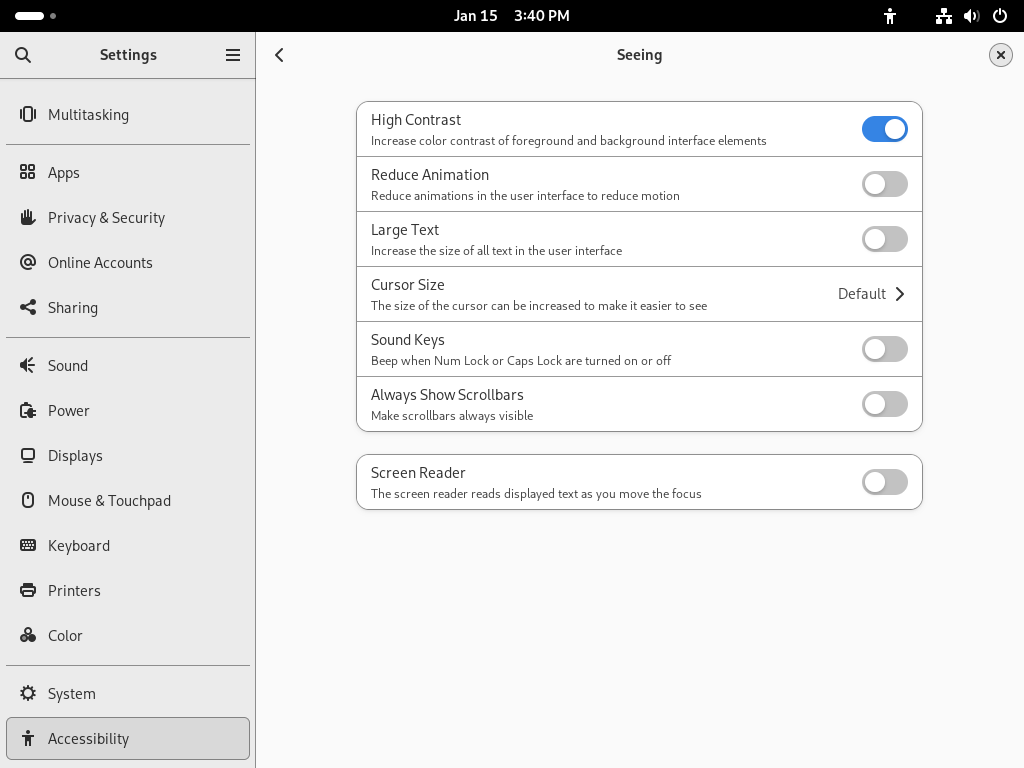 Jan 15 3:40 PM
Settings
Seeing
Multitasking
Apps
Privacy & Security
Online Accounts
Sharing
Sound
Power
Displays
Mouse & Touchpad
Keyboard
Printers
Color
System
Accessibility
High Contrast
Increase color contrast of foreground and background interface elements
Reduce Animation
Reduce animations in the user interface to reduce motion
Large Text
Increase the size of all text in the user interface
Cursor Size
The size of the cursor can be increased to make it easier to see
Default
Sound Keys
Beep when Num Lock or Caps Lock are turned on or off
Always Show Scrollbars
Make scrollbars always visible
Screen Reader
The screen reader reads displayed text as you move the focus